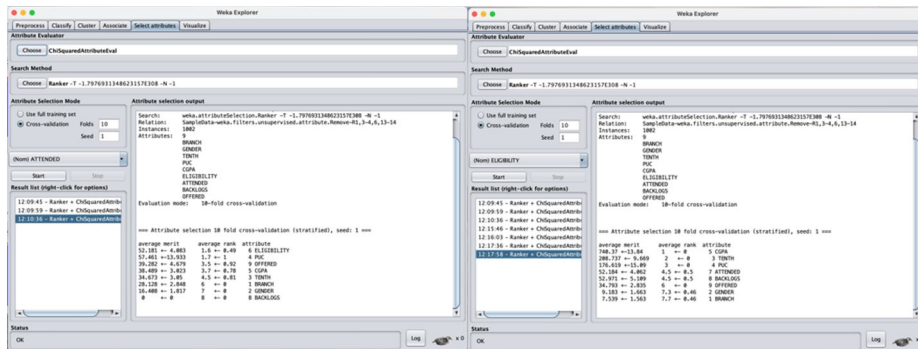 Weka Explorer
Preprocess Classify Cluster Associate Select attributes Visualize
Attribute Evaluator
Choose ChiSquaredAttributeEval
Search Method
Choose Ranker -T -1.7976931348623157E308 -N -1
Attribute Selection Mode
Use full training set
Cross-validation Folds 10
Seed 1
(Nom) ATTENDED
Start Stop
Result list (right-click for options)
12:09:45 - Ranker + ChiSquaredAttrib
12:09:59 - Ranker + ChiSquaredAttrib
12:10:36 - Ranker + ChiSquaredAttrib
Attribute selection output
Search: weka.attributeSelection.Ranker -T -1.7976931348623157E308 -N -1
Relation: SampleData-weka.filters.unsupervised.attribute.Remove-R1,3-4,6,13-14
Instances: 1002
Attributes: 9
BRANCH
GENDER
TENTH
PUC
CGPA
ELIGIBILITY
ATTENDED
BACKLOGS
OFFERED
Evaluation mode: 10-fold cross-validation
=== Attribute selection 10 fold cross-validation (stratified), seed: 1 ===
average merit average rank attribute
52.181 +- 4.083 1.6 +- 0.49 6 ELIGIBILITY
57.461 +-13.933 1.7 +- 1 4 PUC
39.282 +- 4.679 3.5 +- 0.92 9 OFFERED
38.489 +- 3.023 3.7 +- 0.78 5 CGPA
34.673 +- 3.05 4.5 +- 0.81 3 TENTH
28.128 +- 2.848 6 +- 0 1 BRANCH
16.408 +- 1.817 7 +- 0 2 GENDER
0 +- 0 8 +- 0 8 BACKLOGS
Status
OK
Log x 0
Weka Explorer
Preprocess Classify Cluster Associate Select attributes Visualize
Attribute Evaluator
Choose ChiSquaredAttributeEval
Search Method
Choose Ranker -T -1.7976931348623157E308 -N -1
Attribute Selection Mode
Use full training set
Cross-validation Folds 10
Seed 1
(Nom) ELIGIBILITY
Start Stop
Result list (right-click for options)
12:09:45 - Ranker + ChiSquaredAttrib
12:09:59 - Ranker + ChiSquaredAttrib
12:10:36 - Ranker + ChiSquaredAttrib
12:15:46 - Ranker + ChiSquaredAttrib
12:16:03 - Ranker + ChiSquaredAttrib
12:17:36 - Ranker + ChiSquaredAttrib
12:17:58 - Ranker + ChiSquaredAttrib
Attribute selection output
Search: weka.attributeSelection.Ranker -T -1.7976931348623157E308 -N -1
Relation: SampleData-weka.filters.unsupervised.attribute.Remove-R1,3-4,6,13-14
Instances: 1002
Attributes: 9
BRANCH
GENDER
TENTH
PUC
CGPA
ELIGIBILITY
ATTENDED
BACKLOGS
OFFERED
Evaluation mode: 10-fold cross-validation
=== Attribute selection 10 fold cross-validation (stratified), seed: 1 ===
average merit average rank attribute
740.37 +-13.84 1 +- 0 5 CGPA
208.737 +- 9.669 2 +- 0 3 TENTH
176.619 +-15.09 3 +- 0 4 PUC
52.184 +- 4.062 4.5 +- 0.5 7 ATTENDED
52.971 +- 5.109 4.5 +- 0.5 8 BACKLOGS
34.793 +- 2.835 6 +- 0 9 OFFERED
9.183 +- 1.663 7.3 +- 0.46 2 GENDER
7.539 +- 1.563 7.7 +- 0.46 1 BRANCH
Status
OK
Log